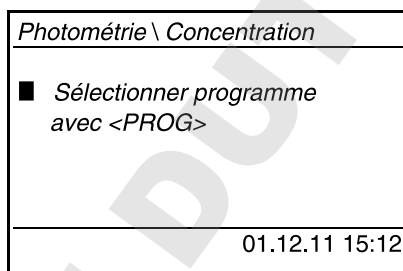 Photométrie \ Concentration
■ Sélectionner programme
avec <PROG>
01.12.11 15:12